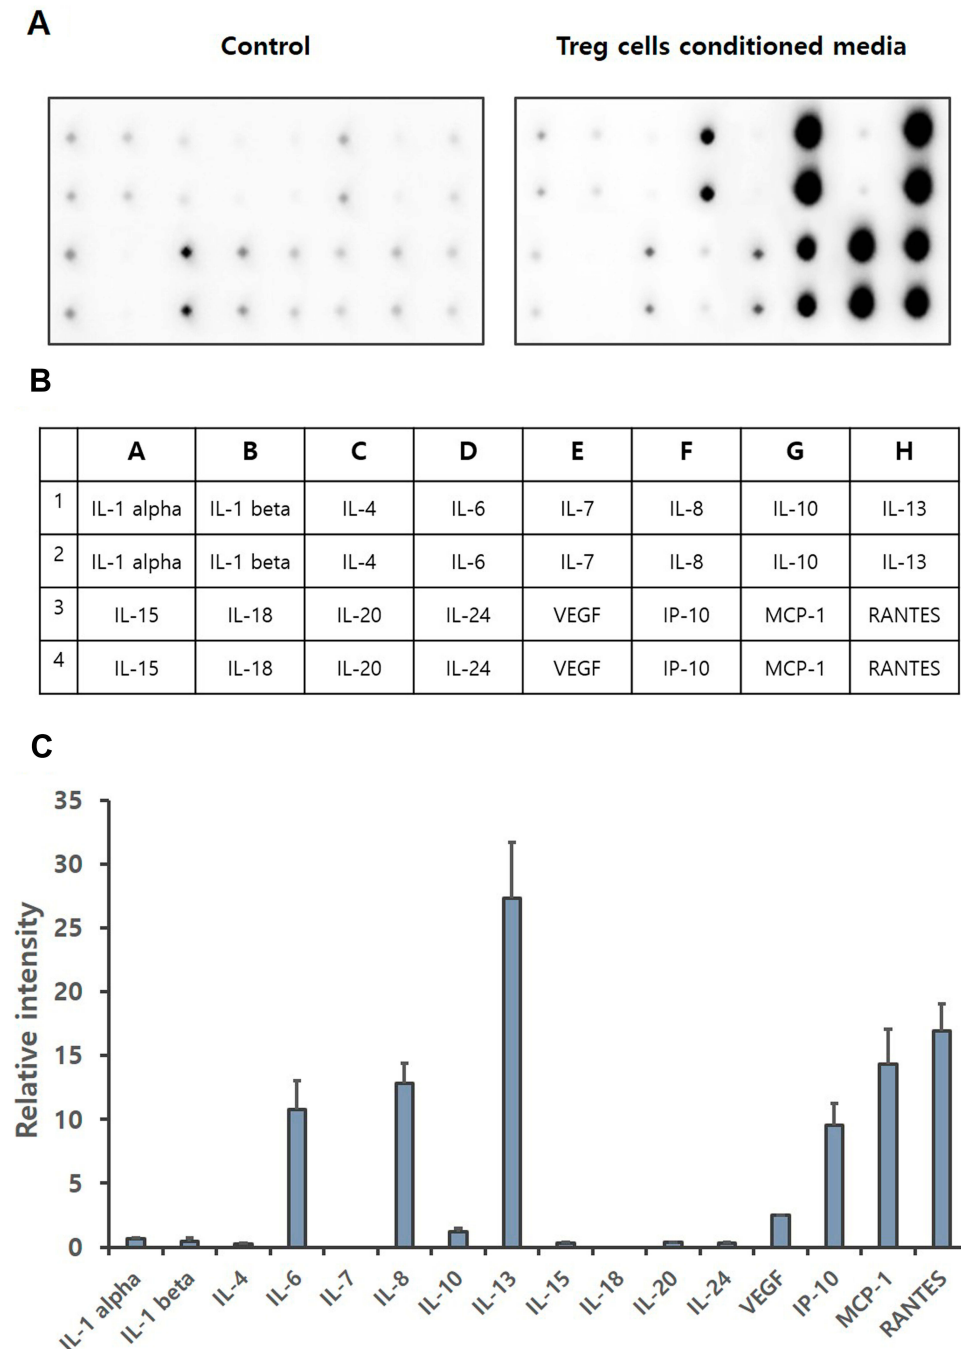 A
Control Treg cells conditioned media
B
A B C D E F G H
1 IL-1 alpha IL-1 beta IL-4 IL-6 IL-7 IL-8 IL-10 IL-13
2 IL-1 alpha IL-1 beta IL-4 IL-6 IL-7 IL-8 IL-10 IL-13
3 IL-15 IL-18 IL-20 IL-24 VEGF IP-10 MCP-1 RANTES
4 IL-15 IL-18 IL-20 IL-24 VEGF IP-10 MCP-1 RANTES
C
Relative intensity
35
30
25
20
15
10
5
0
IL-1 alpha IL-1 beta IL-4 IL-6 IL-7 IL-8 IL-10 IL-13 IL-15 IL-18 IL-20 IL-24 VEGF IP-10 MCP-1 RANTES